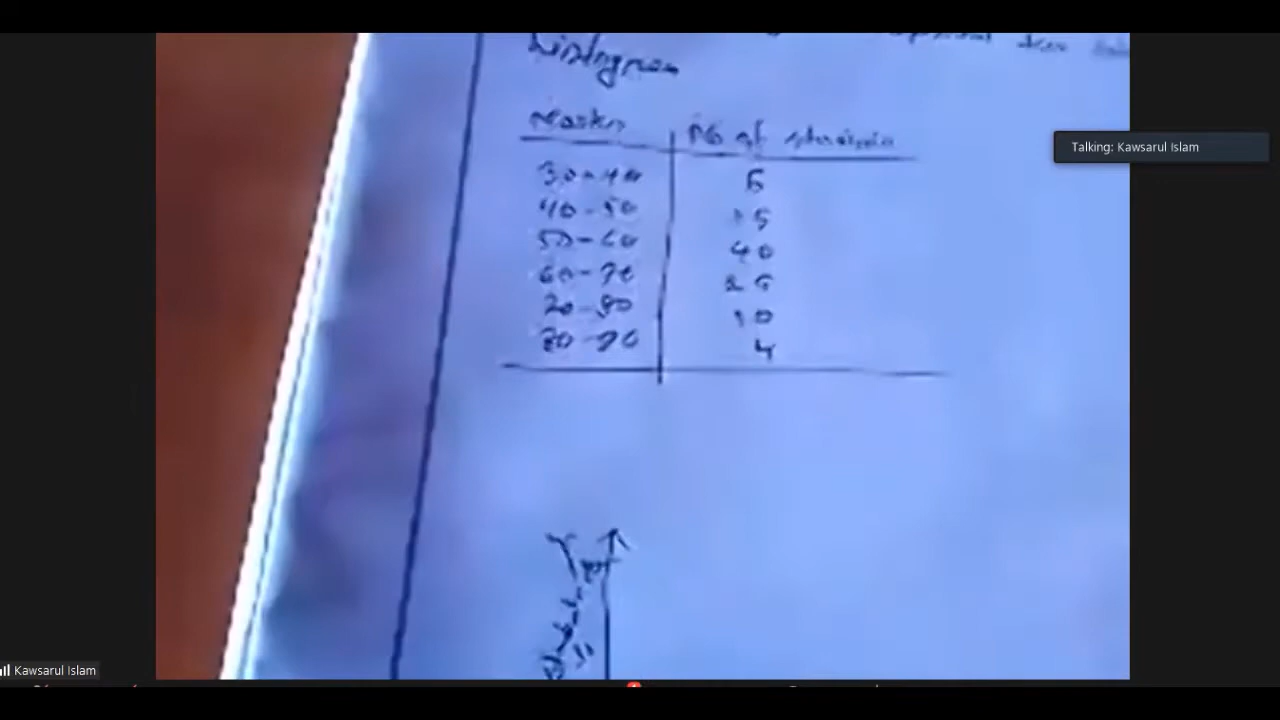 histogram
Marks No of students
30-40 6
40-50 15
50-60 40
60-70 25
70-80 10
80-90 4
Y
Talking: Kawsarul Islam
Kawsarul Islam